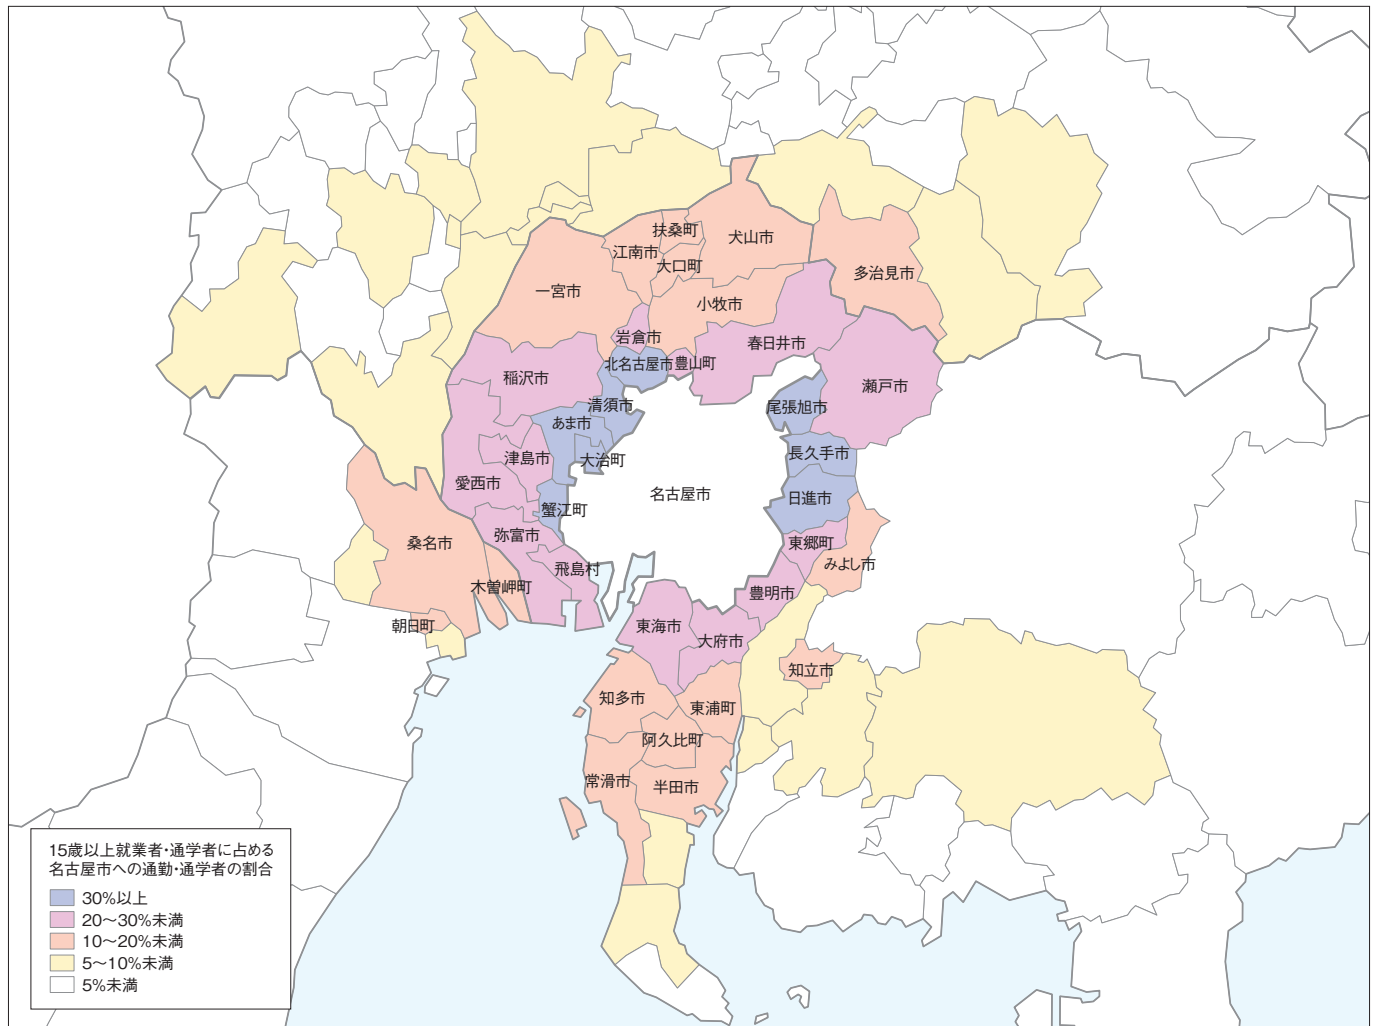 扶桑町
犬山市
江南市
大口町
多治見市
一宮市
小牧市
岩倉市
春日井市
北名古屋市
豊山町
稲沢市
瀬戸市
清須市
尾張旭市
あま市
長久手市
津島市
大治町
愛西市
名古屋市
日進市
蟹江町
弥富市
東郷町
桑名市
みよし市
飛島村
木曽岬町
豊明市
朝日町
東海市
大府市
知立市
知多市
東浦町
阿久比町
常滑市
半田市
15歳以上就業者・通学者に占める
名古屋市への通勤・通学者の割合
30%以上
20〜30%未満
10〜20%未満
5〜10%未満
5%未満